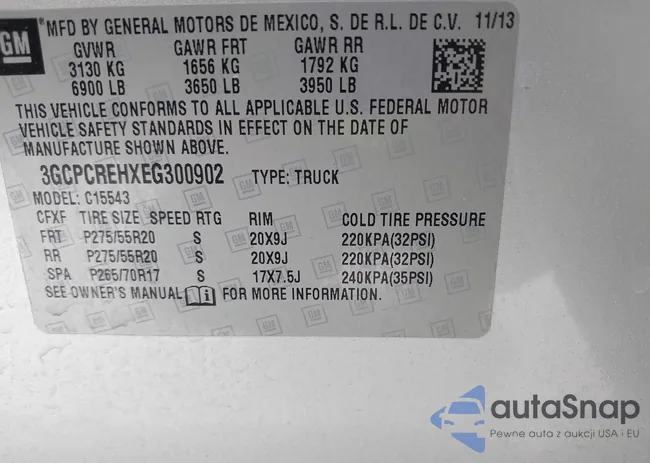 GM *MFD BY GENERAL MOTORS DE MEXICO, S. DE R.L. DE C.V. 11/13
GVWR GAWR FRT GAWR RR
3130 KG 1656 KG 1792 KG
6900 LB 3650 LB 3950 LB
THIS VEHICLE CONFORMS TO ALL APPLICABLE U.S. FEDERAL MOTOR
VEHICLE SAFETY STANDARDS IN EFFECT ON THE DATE OF
MANUFACTURE SHOWN ABOVE.
3GCPCREHXEG300902 TYPE: TRUCK
MODEL: C15543
CFXF TIRE SIZE SPEED RTG RIM COLD TIRE PRESSURE
FRT P275/55R20 S 20X9J 220KPA(32PSI)
RR P275/55R20 S 20X9J 220KPA(32PSI)
SPA P265/70R17 S 17X7.5J 240KPA(35PSI)
SEE OWNER'S MANUAL FOR MORE INFORMATION.
autoSnap
Pewne auta z aukcji USA i EU